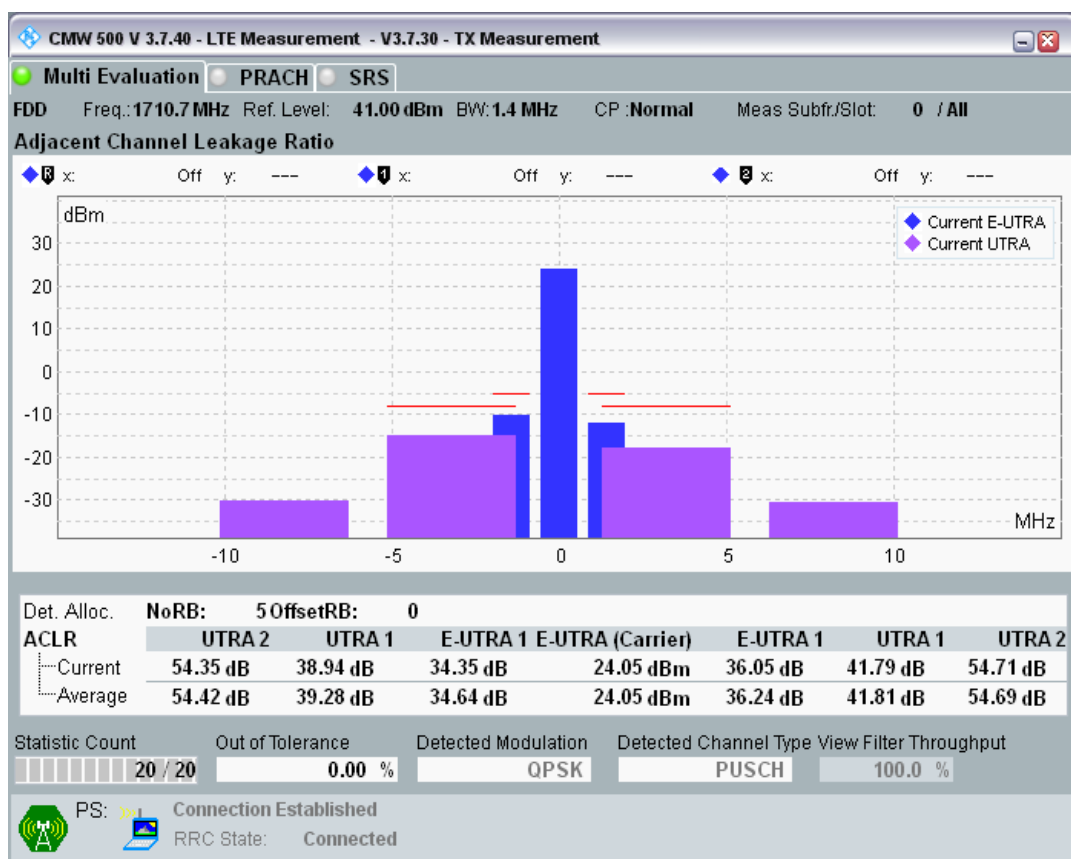 CMW 500 V 3.7.40 - LTE Measurement - V3.7.30 - TX Measurement
Multi Evaluation PRACH SRS
FDD Freq.: 1710.7 MHz Ref. Level: 41.00 dBm BW: 1.4 MHz CP : Normal Meas Subfr./Slot: 0 / All
Adjacent Channel Leakage Ratio
R x: Off y: --- 1 x: Off y: --- 2 x: Off y: ---
dBm
Current E-UTRA
Current UTRA
30
20
10
0
-10
-20
-30
MHz
-10 -5 0 5 10
Det. Alloc. NoRB: 5 OffsetRB: 0
ACLR UTRA 2 UTRA 1 E-UTRA 1 E-UTRA (Carrier) E-UTRA 1 UTRA 1 UTRA 2
Current 54.35 dB 38.94 dB 34.35 dB 24.05 dBm 36.05 dB 41.79 dB 54.71 dB
Average 54.42 dB 39.28 dB 34.64 dB 24.05 dBm 36.24 dB 41.81 dB 54.69 dB
Statistic Count Out of Tolerance Detected Modulation Detected Channel Type View Filter Throughput
20 / 20 0.00 % QPSK PUSCH 100.0 %
PS: Connection Established
RRC State: Connected